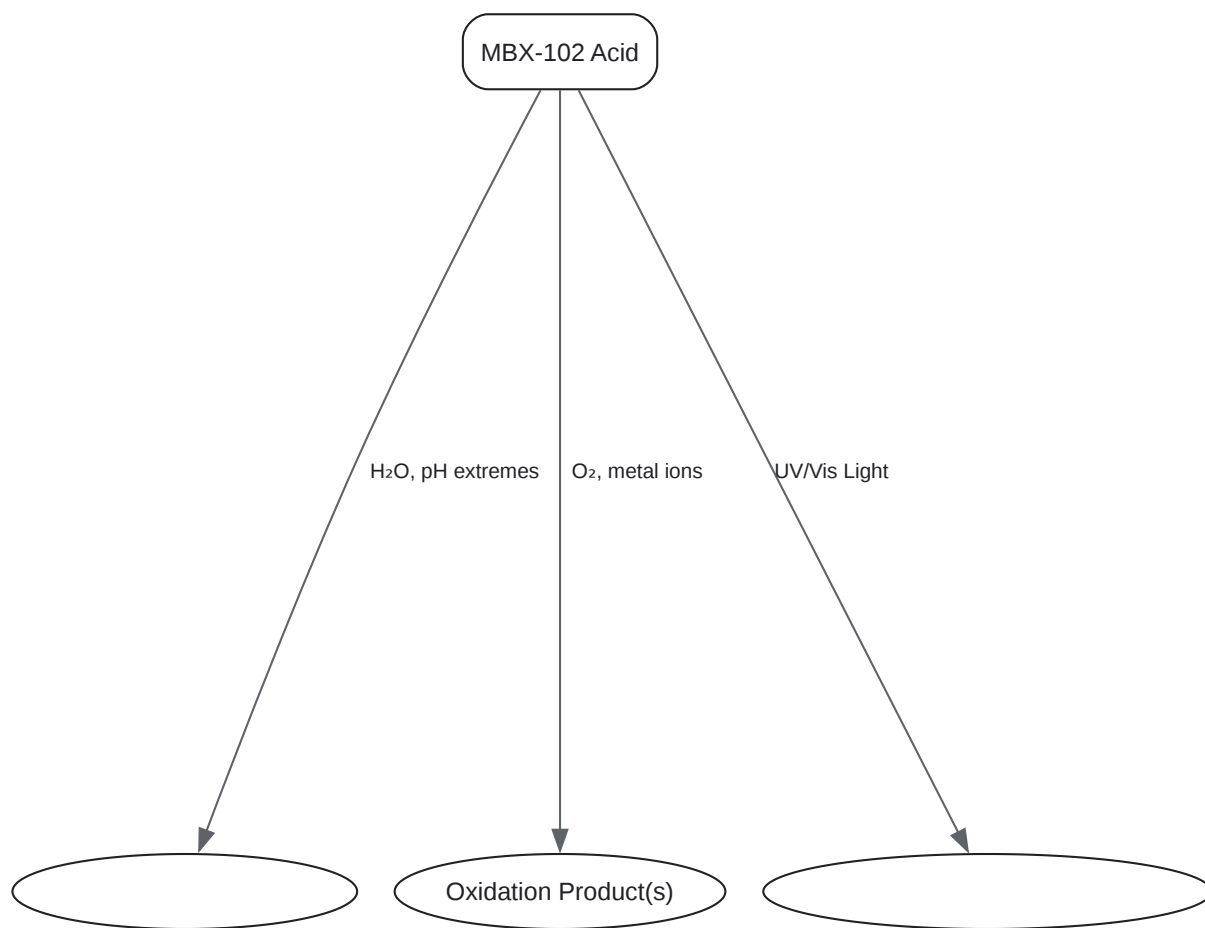 MBX-102 Acid
H₂O, pH extremes
O₂, metal ions
UV/Vis Light
Oxidation Product(s)